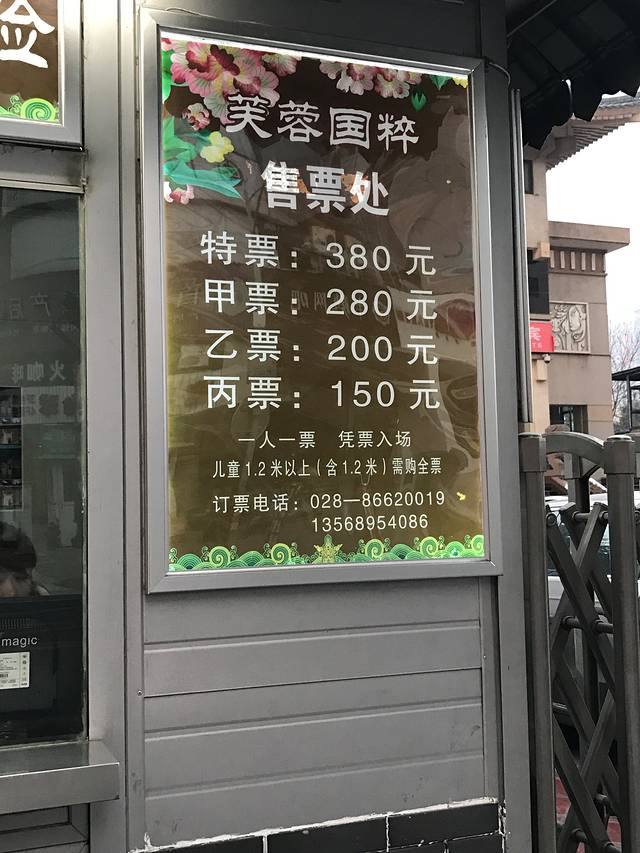 芙蓉国粹
售票处
特票：380 元
甲票：280 元
乙票：200 元
丙票：150 元
一人一票 凭票入场
儿童1.2米以上（含1.2米）需购全票
订票电话：028—86620019
13568954086
magic